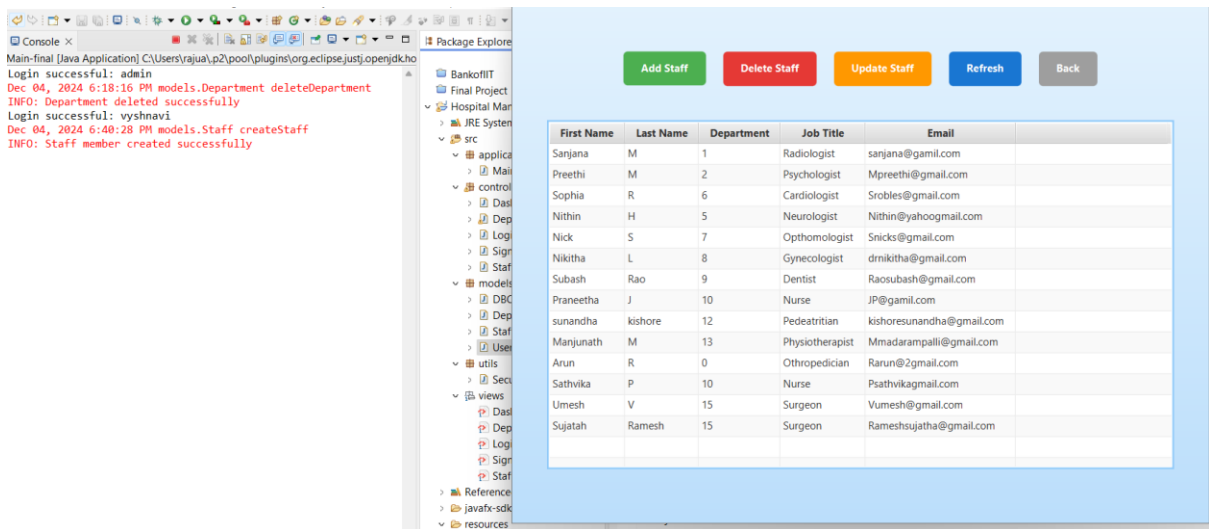 Console ×
Main-final [Java Application] C:\Users\rajua\.p2\pool\plugins\org.eclipse.justj.openjdk.ho
Login successful: admin
Dec 04, 2024 6:18:16 PM models.Department deleteDepartment
INFO: Department deleted successfully
Login successful: vyshnavi
Dec 04, 2024 6:40:28 PM models.Staff createStaff
INFO: Staff member created successfully
Package Explore
BankofIIT
Final Project
Hospital Mar
JRE System
src
applica
Mai
control
Das
Dep
Logi
Sign
Staf
models
DBC
Dep
Staf
User
utils
Secu
views
Das
Dep
Logi
Sign
Staf
Reference
javafx-sdk
resources
Add Staff Delete Staff Update Staff Refresh Back
First Name Last Name Department Job Title Email
Sanjana M 1 Radiologist sanjana@gamil.com
Preethi M 2 Psychologist Mpreethi@gmail.com
Sophia R 6 Cardiologist Srobles@gmail.com
Nithin H 5 Neurologist Nithin@yahoogmail.com
Nick S 7 Opthomologist Snicks@gmail.com
Nikitha L 8 Gynecologist drnikitha@gmail.com
Subash Rao 9 Dentist Raosubash@gmail.com
Praneetha J 10 Nurse JP@gamil.com
sunandha kishore 12 Pedeatritian kishoresunandha@gmail.com
Manjunath M 13 Physiotherapist Mmadarampalli@gmail.com
Arun R 0 Othropedician Rarun@2gmail.com
Sathvika P 10 Nurse Psathvikagmail.com
Umesh V 15 Surgeon Vumesh@gmail.com
Sujatah Ramesh 15 Surgeon Rameshsujatha@gmail.com